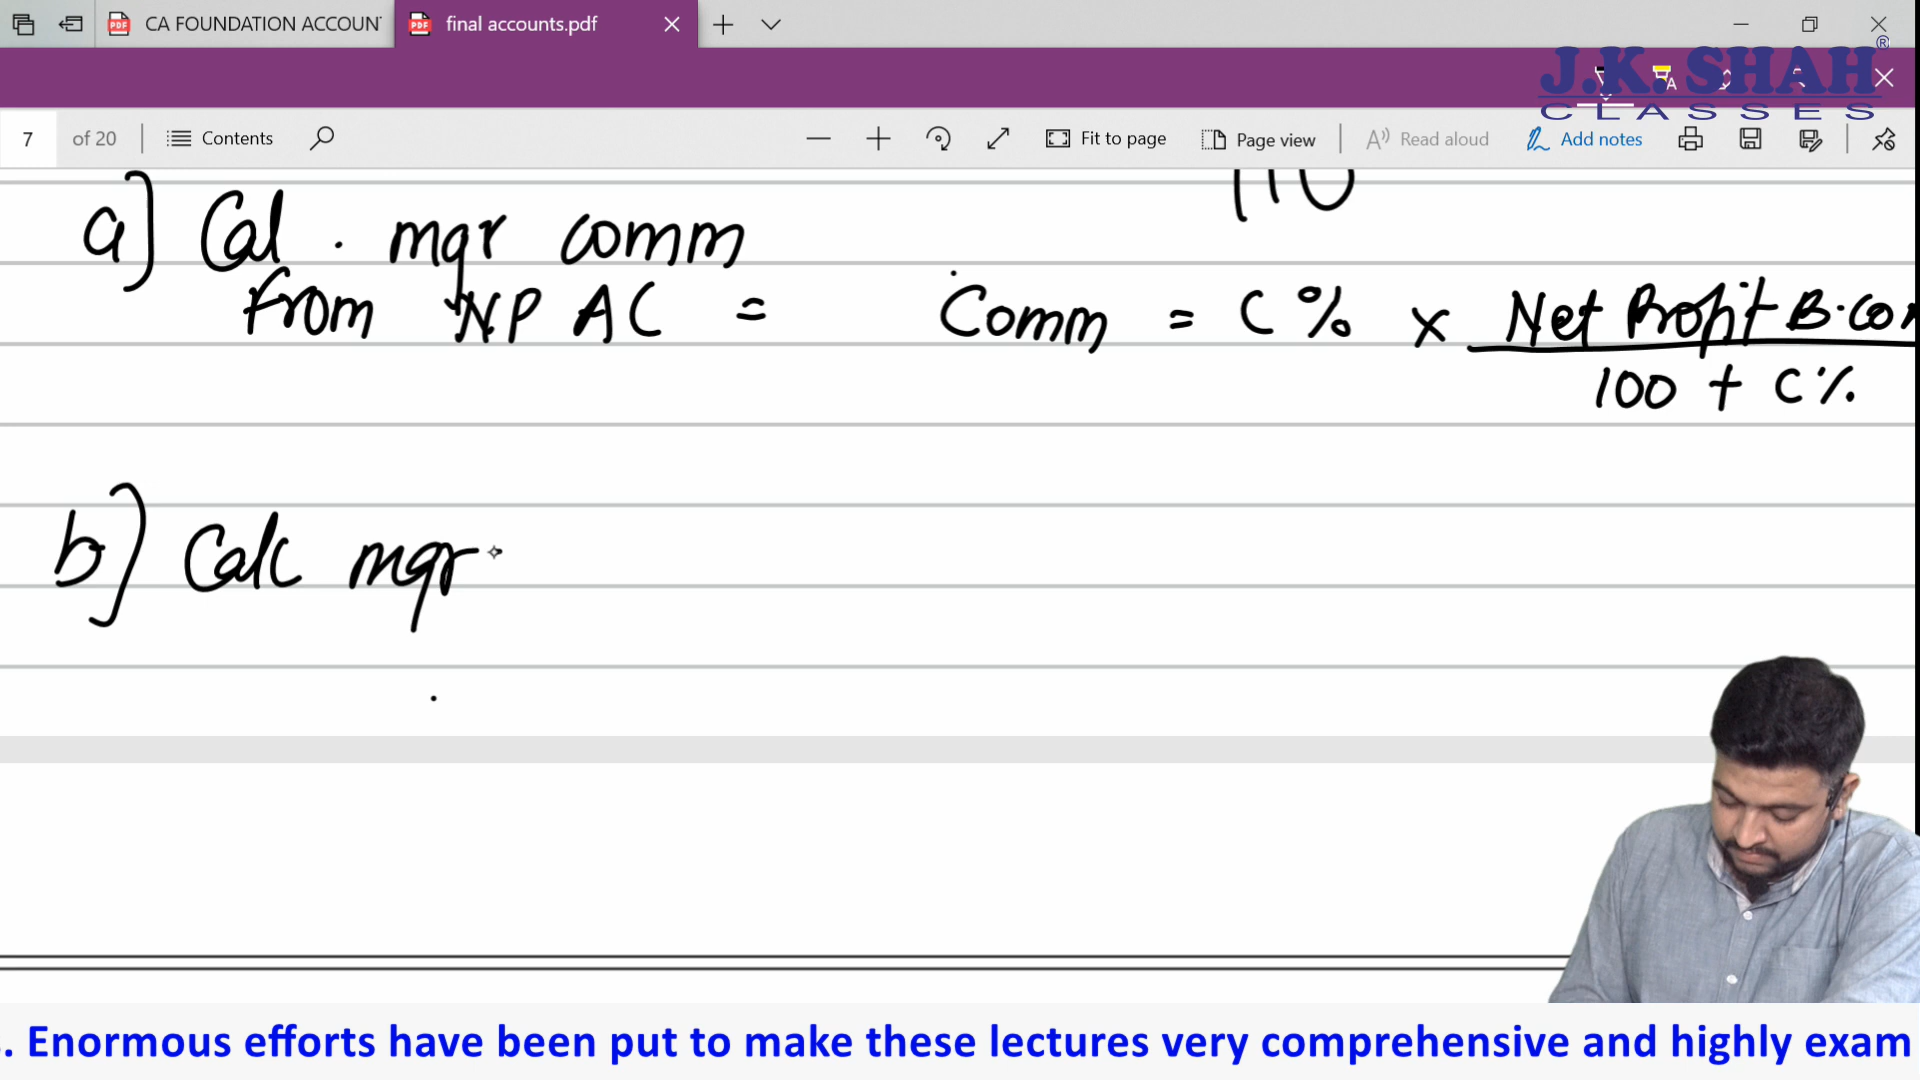 CA FOUNDATION ACCOUN
final accounts.pdf
J.K. SHAH®
CLASSES
7 of 20
Contents
Fit to page
Page view
Read aloud
Add notes
110
a] Cal. mgr comm
from NP AC = Comm = C% x Net Profit B.com
100 + C%
b] Calc mgr
. Enormous efforts have been put to make these lectures very comprehensive and highly exam